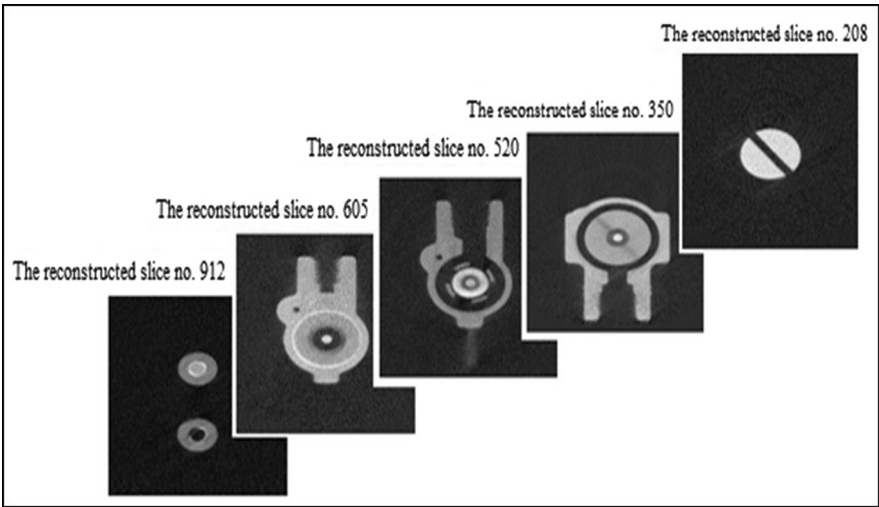 The reconstructed slice no. 208
The reconstructed slice no. 350
The reconstructed slice no. 520
The reconstructed slice no. 605
The reconstructed slice no. 912